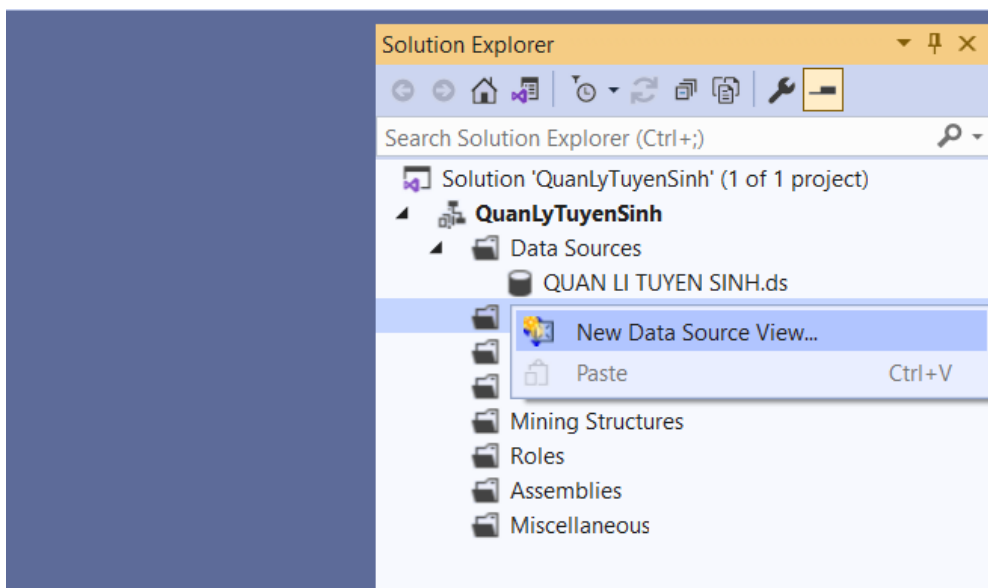 Solution Explorer
Search Solution Explorer (Ctrl+;)
Solution 'QuanLyTuyenSinh' (1 of 1 project)
QuanLyTuyenSinh
Data Sources
QUAN LI TUYEN SINH.ds
New Data Source View...
Paste Ctrl+V
Mining Structures
Roles
Assemblies
Miscellaneous